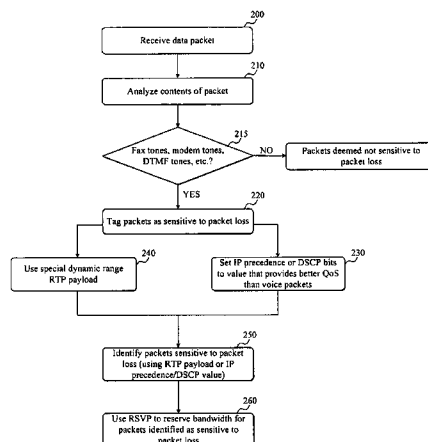 200
Receive data packet
210
Analyze contents of packet
215
Fax tones, modem tones,
DTMF tones, etc.?
NO
Packets deemed not sensitive to
packet loss
YES
220
Tag packets as sensitive to packet loss
240
Use special dynamic range
RTP payload
230
Set IP precedence or DSCP bits
to value that provides better QoS
than voice packets
250
Identify packets sensitive to packet
loss (using RTP payload or IP
precedence/DSCP value)
260
Use RSVP to reserve bandwidth for
packets identified as sensitive to
packet loss